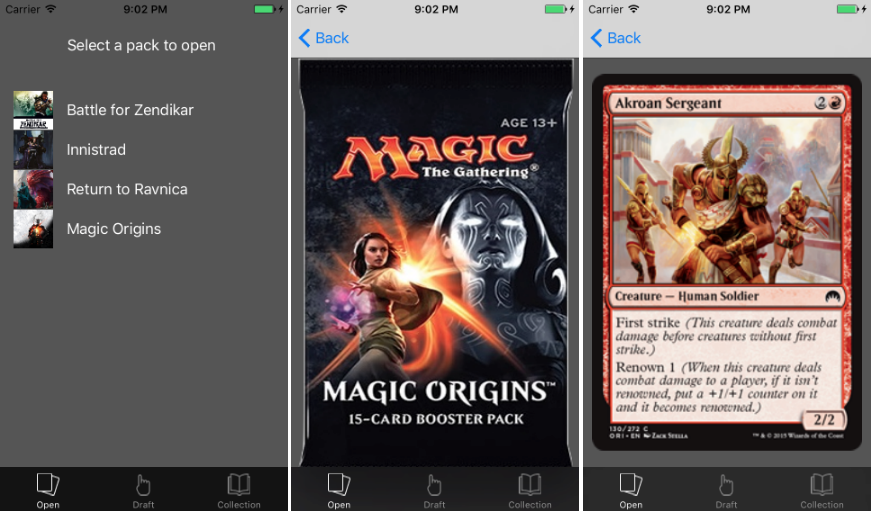 Carrier 9:02 PM
Select a pack to open
Battle for Zendikar
ZENDIKAR
Innistrad
Return to Ravnica
Magic Origins
Open Draft Collection
Carrier 9:02 PM
Back
AGE 13+
MAGIC
The Gathering®
MAGIC ORIGINS™
15-CARD BOOSTER PACK
Open Draft Collection
Carrier 9:02 PM
Back
Akroan Sergeant 2
Creature — Human Soldier
First strike (This creature deals combat
damage before creatures without first
strike.)
Renown 1 (When this creature deals
combat damage to a player, if it isn't
renowned, put a +1/+1 counter on it
and it becomes renowned.)
2/2
130/272 C
ORI • EN Zack Stella
™ & © 2015 Wizards of the Coast
Open Draft Collection